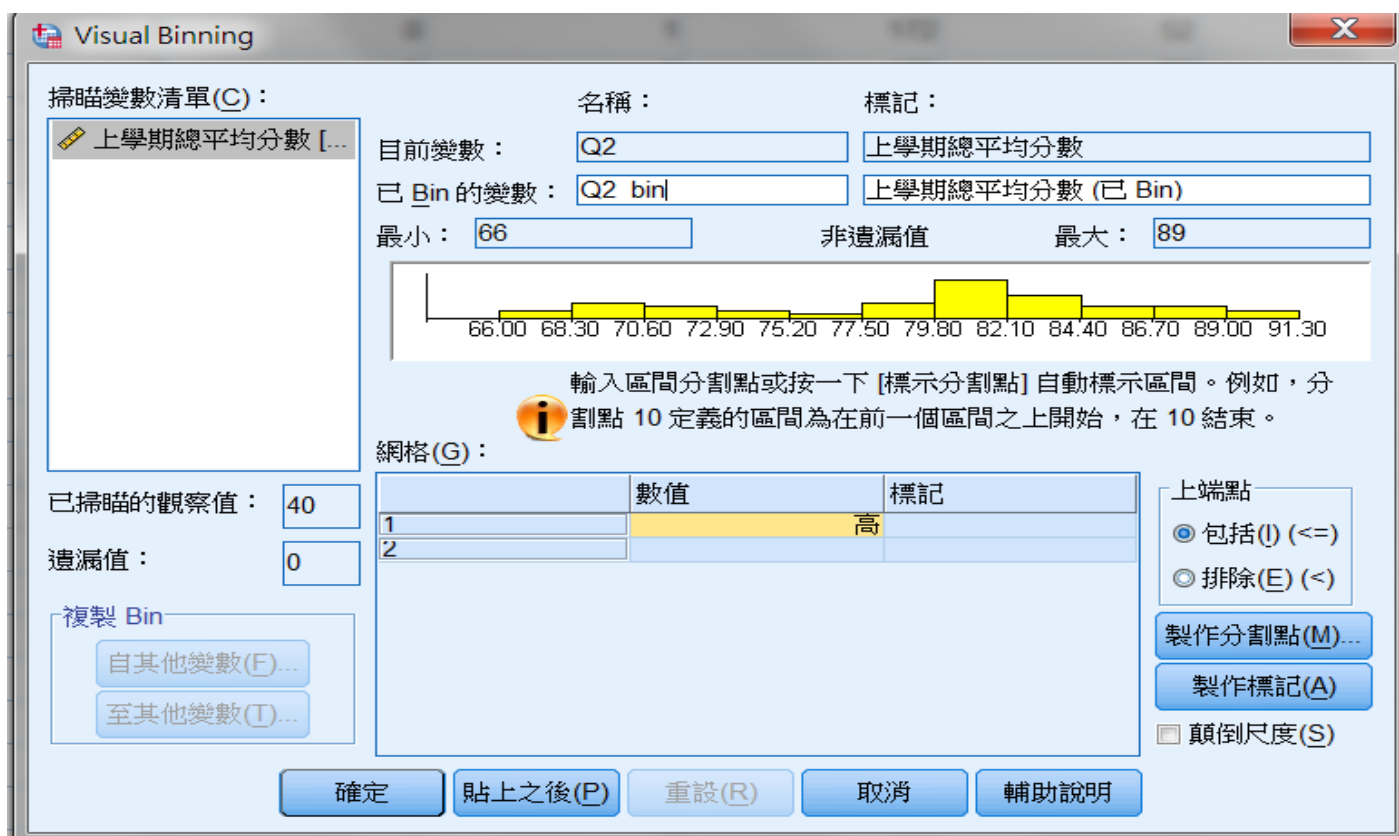 Visual Binning
掃瞄變數清單(C)：
名稱：
標記：
上學期總平均分數 [...
目前變數：
Q2
上學期總平均分數
已 Bin 的變數：
Q2 bin
上學期總平均分數 (已 Bin)
最小：
66
非遺漏值
最大：
89
66.00 68.30 70.60 72.90 75.20 77.50 79.80 82.10 84.40 86.70 89.00 91.30
輸入區間分割點或按一下 [標示分割點] 自動標示區間。例如，分
割點 10 定義的區間為在前一個區間之上開始，在 10 結束。
網格(G)：
數值
標記
1
高
2
已掃瞄的觀察值：
40
遺漏值：
0
上端點
包括(I) (<=)
排除(E) (<)
複製 Bin
自其他變數(F)...
至其他變數(T)...
製作分割點(M)...
製作標記(A)
顛倒尺度(S)
確定
貼上之後(P)
重設(R)
取消
輔助說明